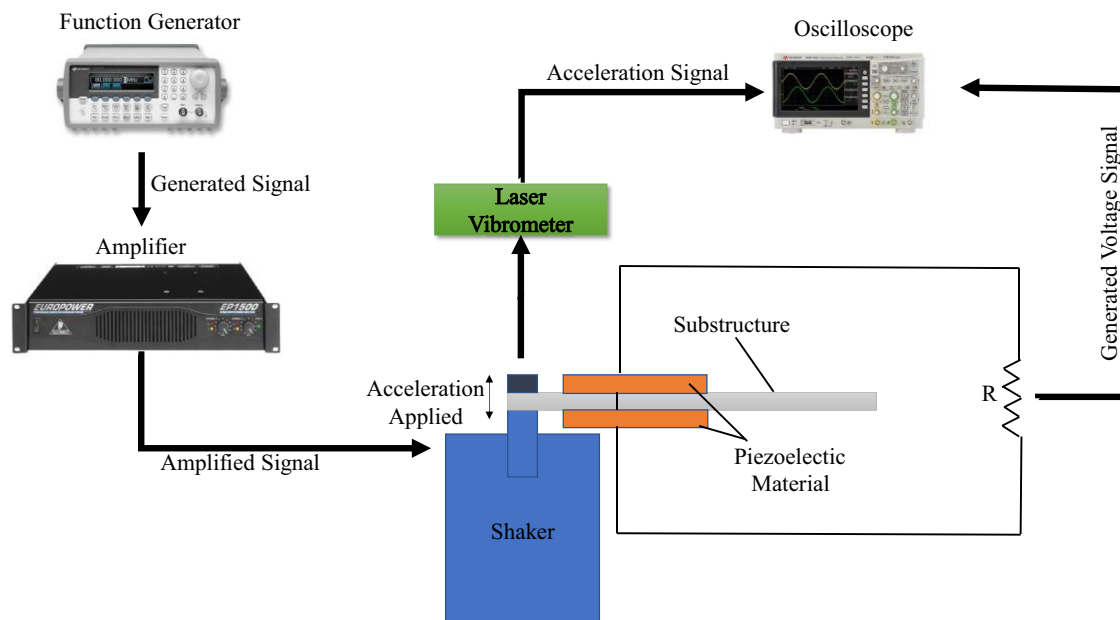 Function Generator
Oscilloscope
Acceleration Signal
Generated Signal
Laser
Vibrometer
Generated Voltage Signal
Amplifier
EUROPOWER
EP1500
Substructure
Acceleration
Applied
R
Amplified Signal
Piezoelectic
Material
Shaker